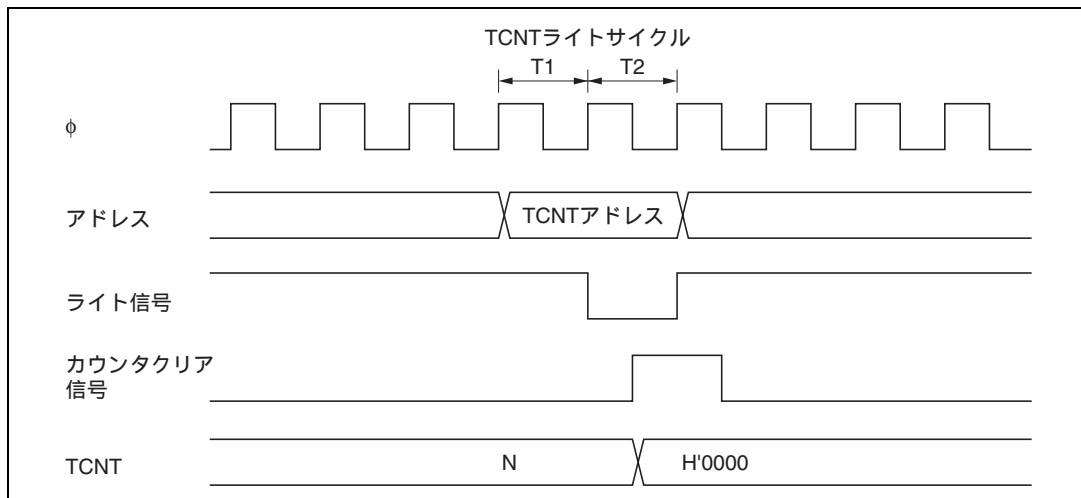 TCNTライトサイクル
T1 T2
φ
アドレス TCNTアドレス
ライト信号
カウンタクリア
信号
TCNT N H'0000